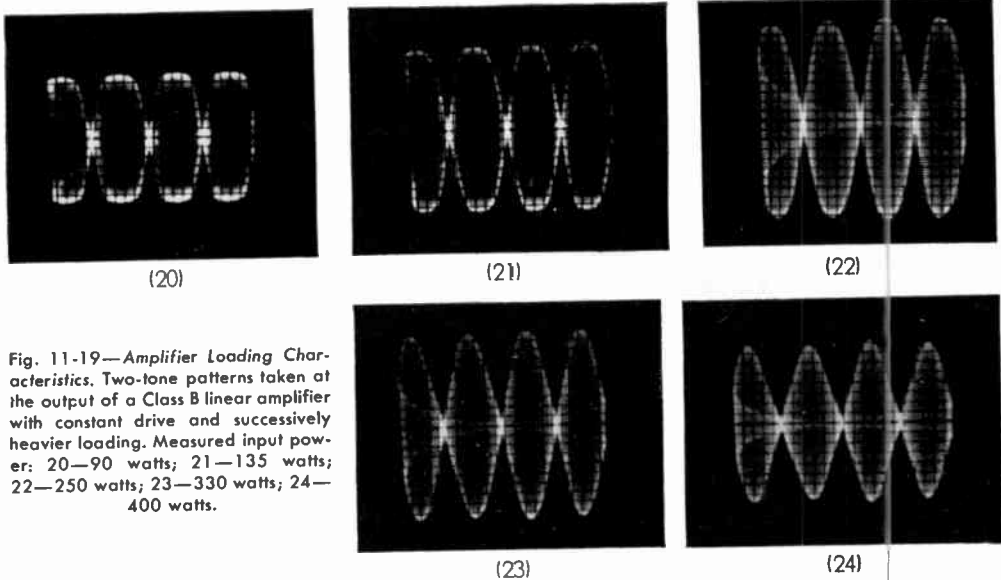 (20)
(21)
(22)
Fig. 11-19—Amplifier Loading Char-
acteristics. Two-tone patterns taken at
the output of a Class B linear amplifier
with constant drive and successively
heavier loading. Measured input pow-
er: 20—90 watts; 21—135 watts;
22—250 watts; 23—330 watts; 24—
400 watts.
(23)
(24)